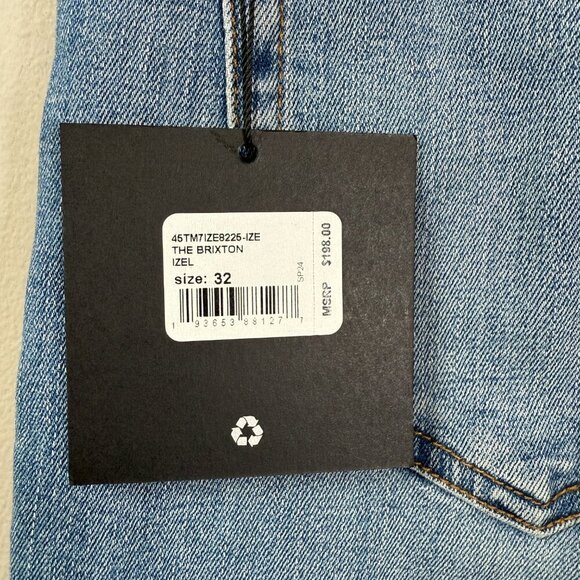 45TM7IZE8225-IZE
THE BRIXTON
IZEL
size: 32
SP24
1 93653 88127 7
MSRP $198.00